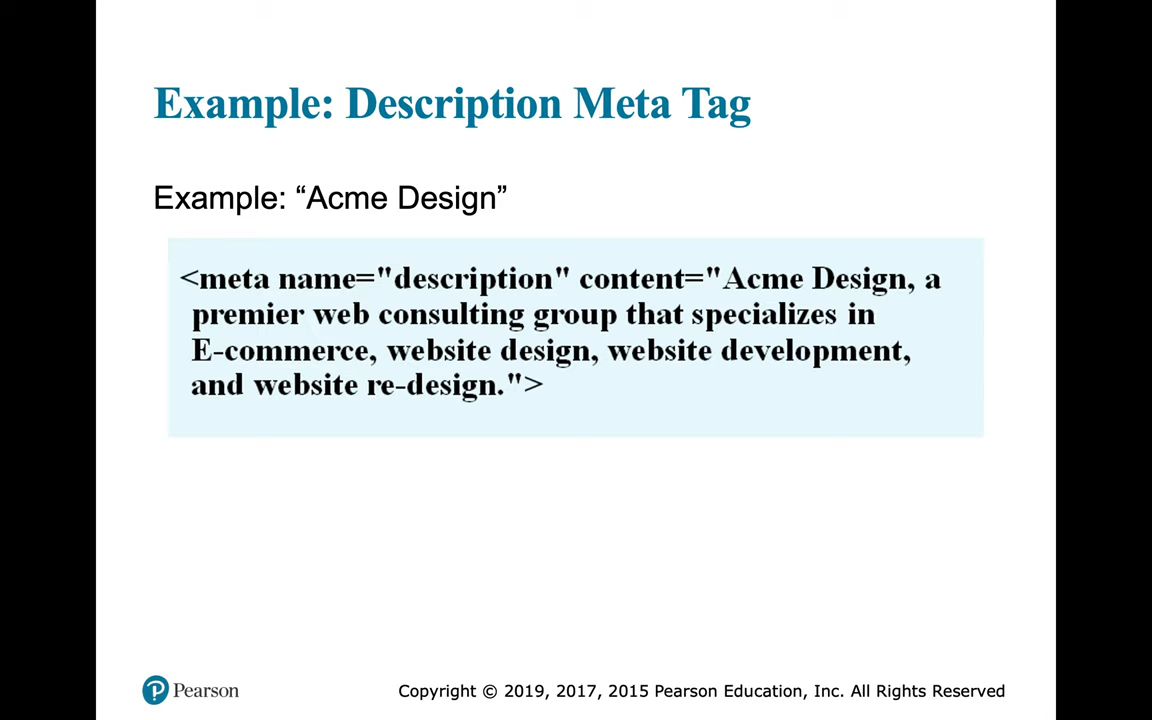 Example: Description Meta Tag
Example: “Acme Design”
<meta name="description" content="Acme Design, a
premier web consulting group that specializes in
E-commerce, website design, website development,
and website re-design.">
Pearson
Copyright © 2019, 2017, 2015 Pearson Education, Inc. All Rights Reserved